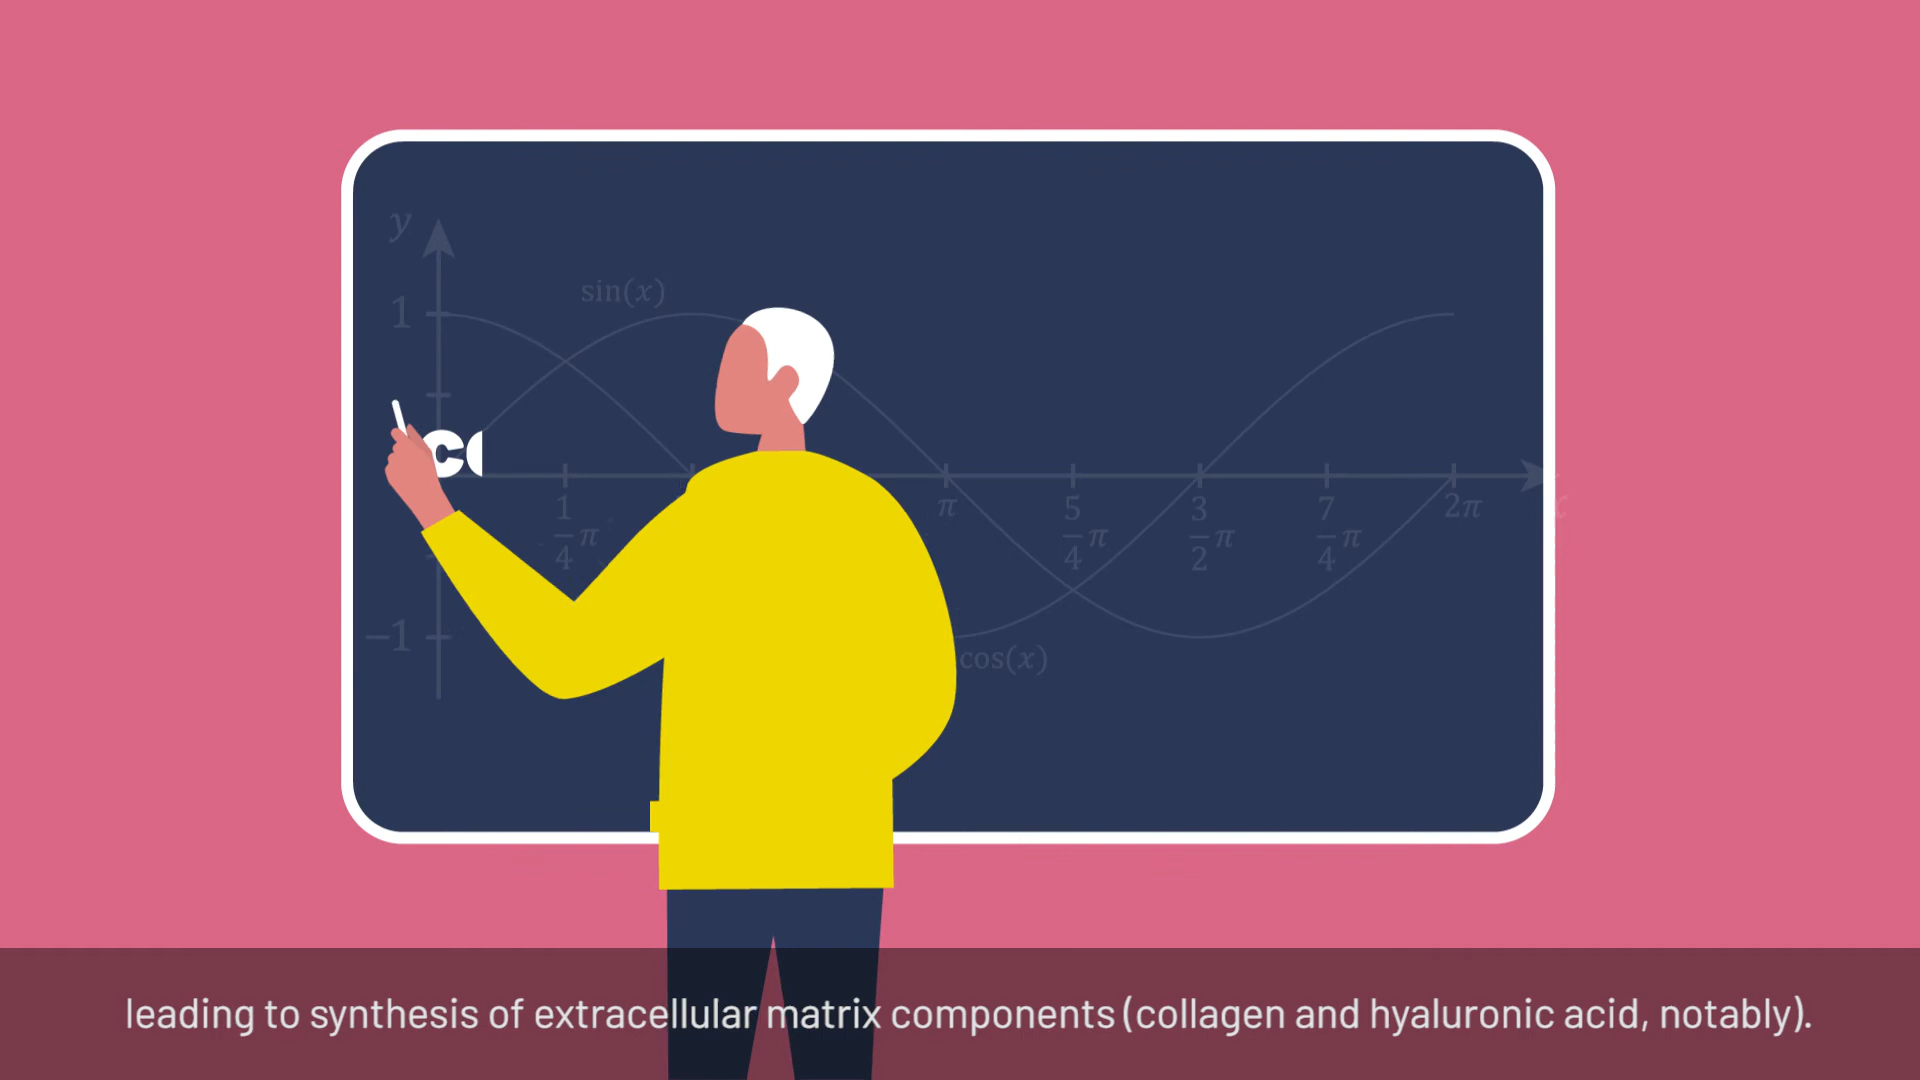 y
sin(x)
1
co
1/4 π
π
5/4 π
3/2 π
7/4 π
2π
x
−1
cos(x)
leading to synthesis of extracellular matrix components (collagen and hyaluronic acid, notably).